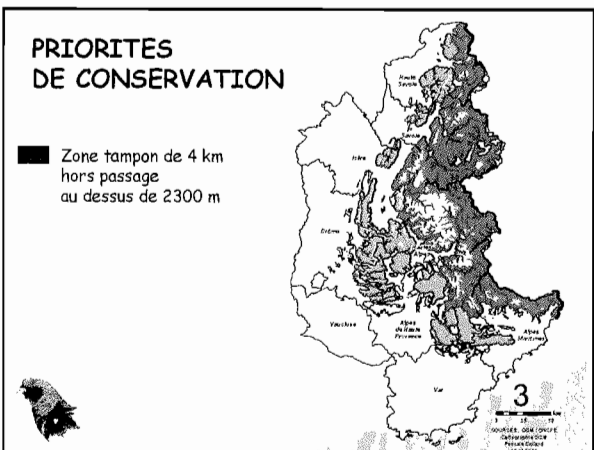 PRIORITES
DE CONSERVATION
Zone tampon de 4 km
hors passage
au dessus de 2300 m
Haute
Savoie
Savoie
Isère
Drôme
Vaucluse
Alpes
de Haute
Provence
Alpes
Maritimes
Var
3